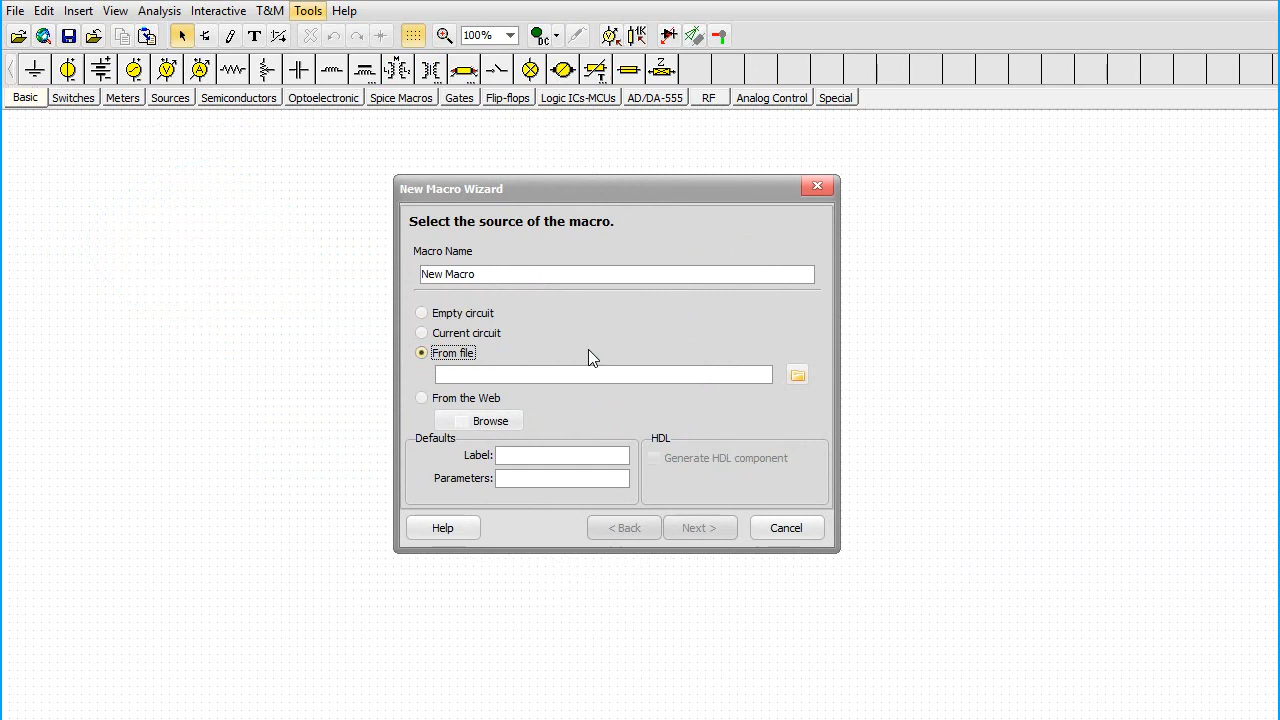 File Edit Insert View Analysis Interactive T&M Tools Help
100% DC
Basic Switches Meters Sources Semiconductors Optoelectronic Spice Macros Gates Flip-flops Logic ICs-MCUs AD/DA-555 RF Analog Control Special
New Macro Wizard
Select the source of the macro.
Macro Name
New Macro
Empty circuit
Current circuit
From file
From the Web
Browse
Defaults
Label:
Parameters:
HDL
Generate HDL component
Help < Back Next > Cancel